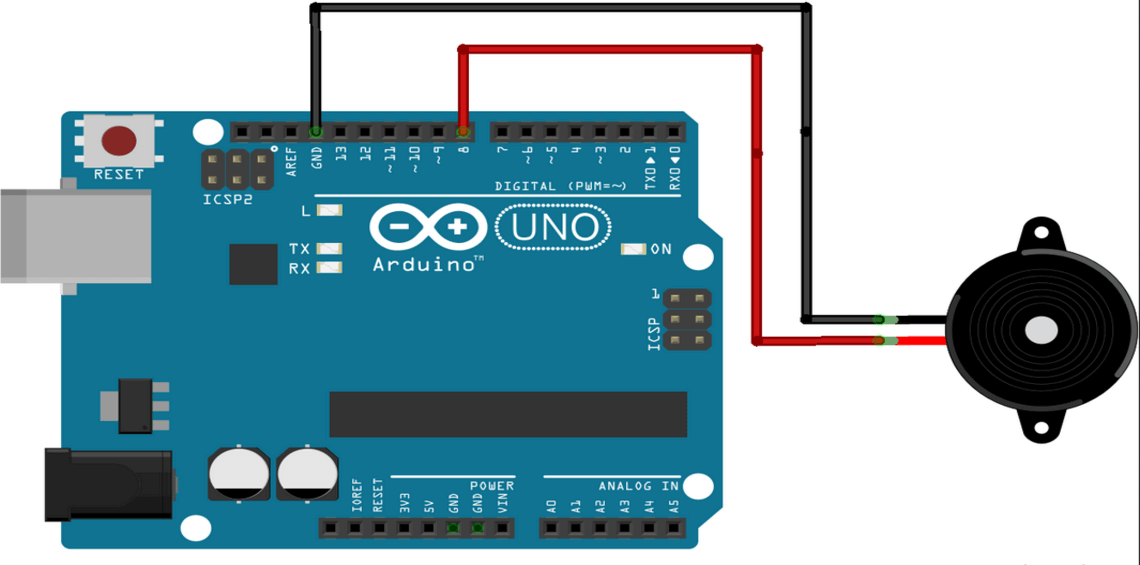 RESET
ICSP2
AREF
GND
13
12
~11
~10
~9
8
7
~6
~5
4
~3
2
TX0▶1
RX0◀0
DIGITAL (PWM=~)
L
TX
RX
Arduino™
UNO
ON
1
ICSP
POWER
ANALOG IN
IOREF
RESET
3V3
5V
GND
GND
VIN
A0
A1
A2
A3
A4
A5